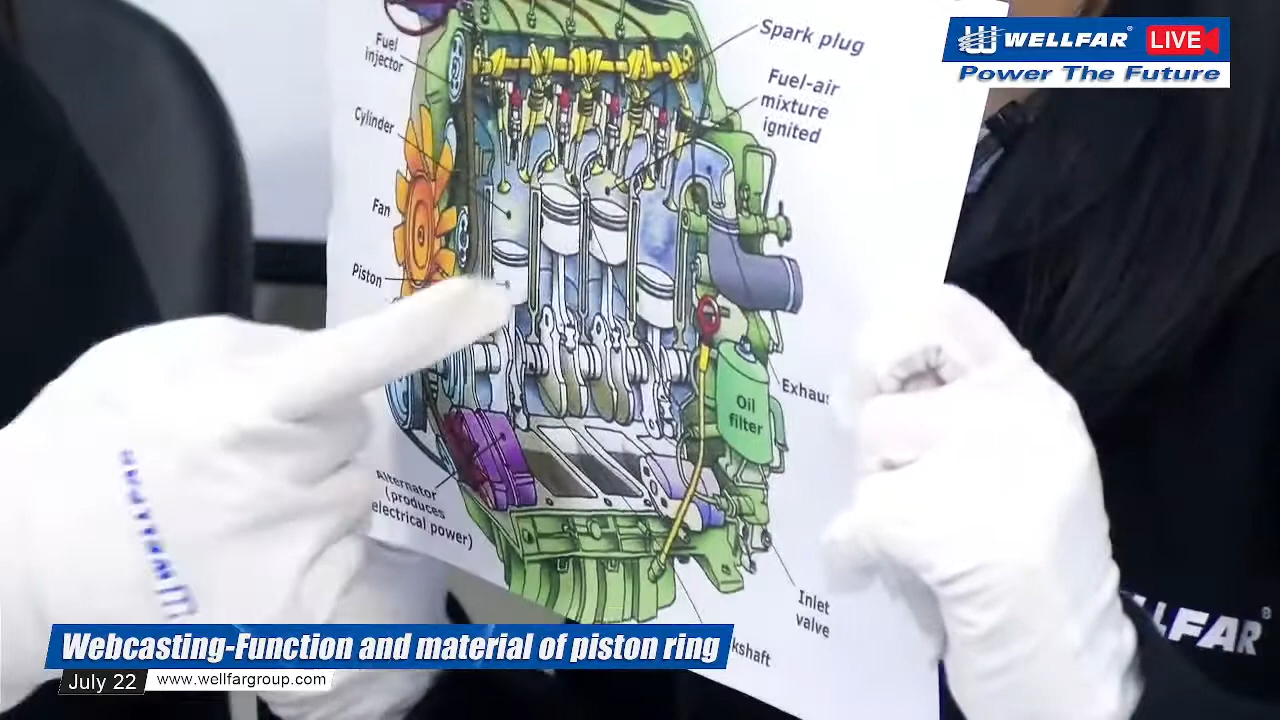 WELLFAR® LIVE
Power The Future
Fuel
injector
Spark plug
Fuel-air
mixture
ignited
Cylinder
Fan
Piston
Exhaus
Oil
filter
Alternator
(produces
electrical power)
Inlet
valve
kshaft
LLFAR®
Webcasting-Function and material of piston ring
July 22
www.wellfargroup.com